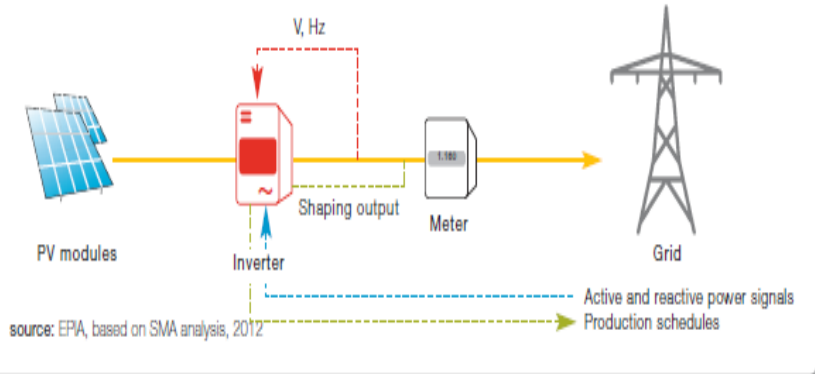 V, Hz
1.160
Shaping output
Meter
PV modules
Inverter
Grid
Active and reactive power signals
Production schedules
source: EPIA, based on SMA analysis, 2012